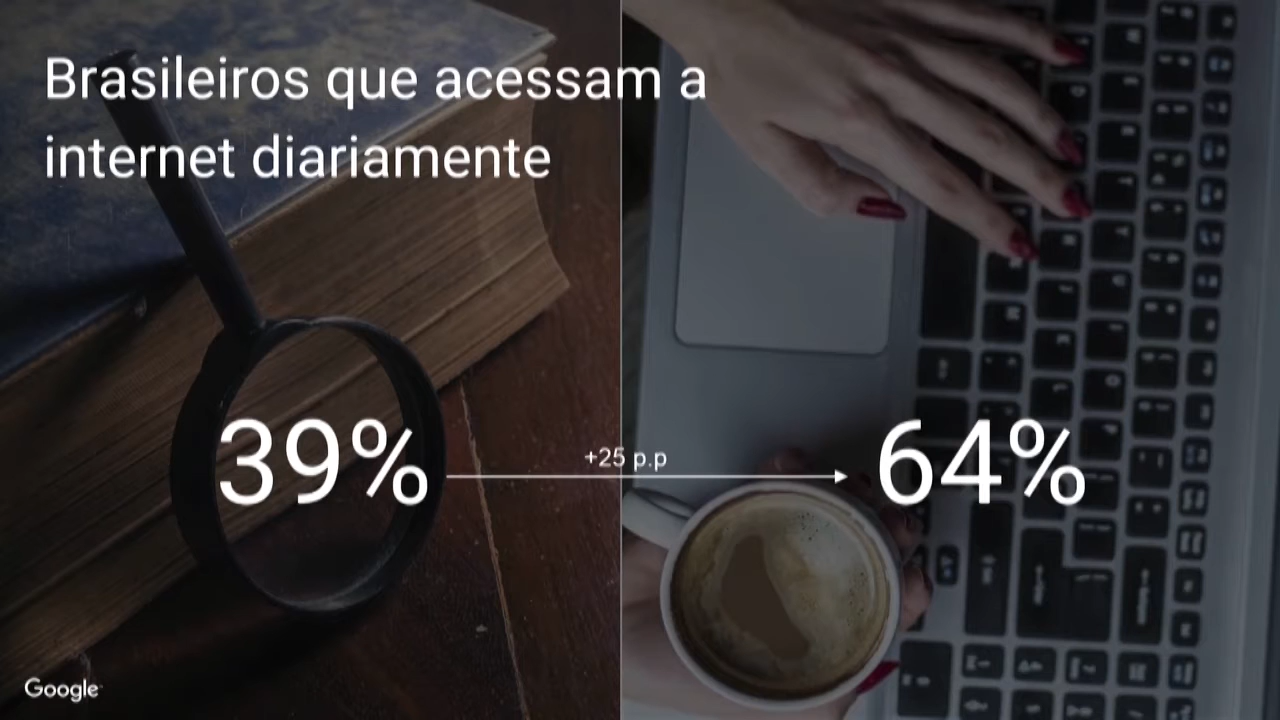 Brasileiros que acessam a
internet diariamente
39%
+25 p.p
64%
Google